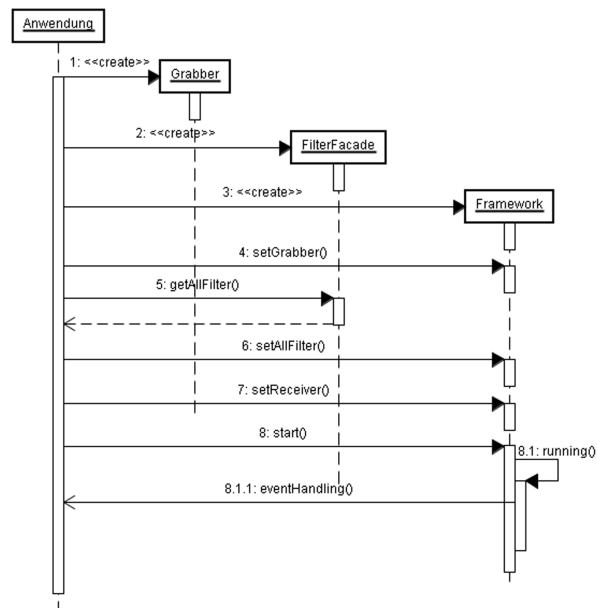 Anwendung
1: <<create>>
Grabber
2: <<create>>
FilterFacade
3: <<create>>
Framework
4: setGrabber()
5: getAllFilter()
6: setAllFilter()
7: setReceiver()
8: start()
8.1: running()
8.1.1: eventHandling()